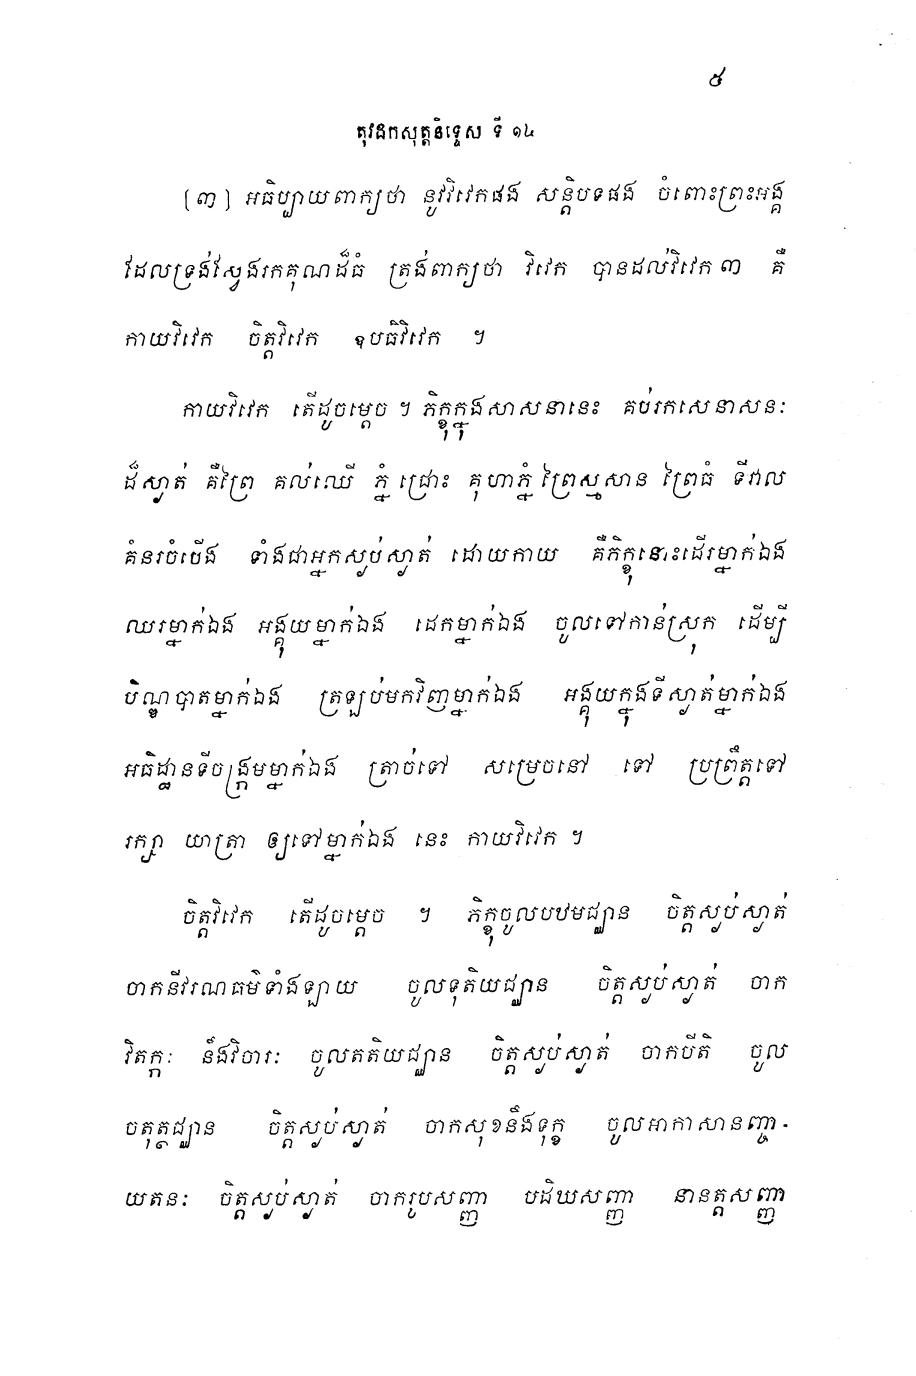 ៥
តុវដកសុត្តនិទ្ទេស ទី ១៤
(៣) អធិប្បាយពាក្យថា នូវវិវេកផង សន្តិបទផង ចំពោះព្រះអង្គ
ដែលទ្រង់ស្វែងរកគុណដ៏ធំ ត្រង់ពាក្យថា វិវេក បានដល់វិវេក ៣ គឺ
កាយវិវេក ចិត្តវិវេក ឧបធិវិវេក ។
កាយវិវេក តើដូចម្តេច ។ ភិក្ខុក្នុងសាសនានេះ គប់រកសេនាសនៈ
ដ៏ស្ងាត់ គឺព្រៃ គល់ឈើ ភ្នំ ជ្រោះ គុហាភ្នំ ព្រៃស្មសាន ព្រៃធំ ទីវាល
គំនរចំបើង ទាំងជាអ្នកស្ងប់ស្ងាត់ ដោយកាយ គឺភិក្ខុនោះដើរម្នាក់ឯង
ឈរម្នាក់ឯង អង្គុយម្នាក់ឯង ដេកម្នាក់ឯង ចូលទៅកាន់ស្រុក ដើម្បី
បិណ្ឌបាតម្នាក់ឯង ត្រឡប់មកវិញម្នាក់ឯង អង្គុយក្នុងទីស្ងាត់ម្នាក់ឯង
អធិដ្ឋានទីចង្ក្រមម្នាក់ឯង ត្រាច់ទៅ សម្រេចនៅ ទៅ ប្រព្រឹត្តទៅ
រក្សា យាត្រា ឲ្យទៅម្នាក់ឯង នេះ កាយវិវេក ។
ចិត្តវិវេក តើដូចម្តេច ។ ភិក្ខុចូលបឋមជ្ឈាន ចិត្តស្ងប់ស្ងាត់
ចាកនីវរណធម៌ទាំងឡាយ ចូលទុតិយជ្ឈាន ចិត្តស្ងប់ស្ងាត់ ចាក
វិតក្កៈ និងវិចារៈ ចូលតតិយជ្ឈាន ចិត្តស្ងប់ស្ងាត់ ចាកបីតិ ចូល
ចតុត្ថជ្ឈាន ចិត្តស្ងប់ស្ងាត់ ចាកសុខនិងទុក្ខ ចូលអាកាសានញ្ចា-
យតនៈ ចិត្តស្ងប់ស្ងាត់ ចាករូបសញ្ញា បដិឃសញ្ញា នានត្តសញ្ញា